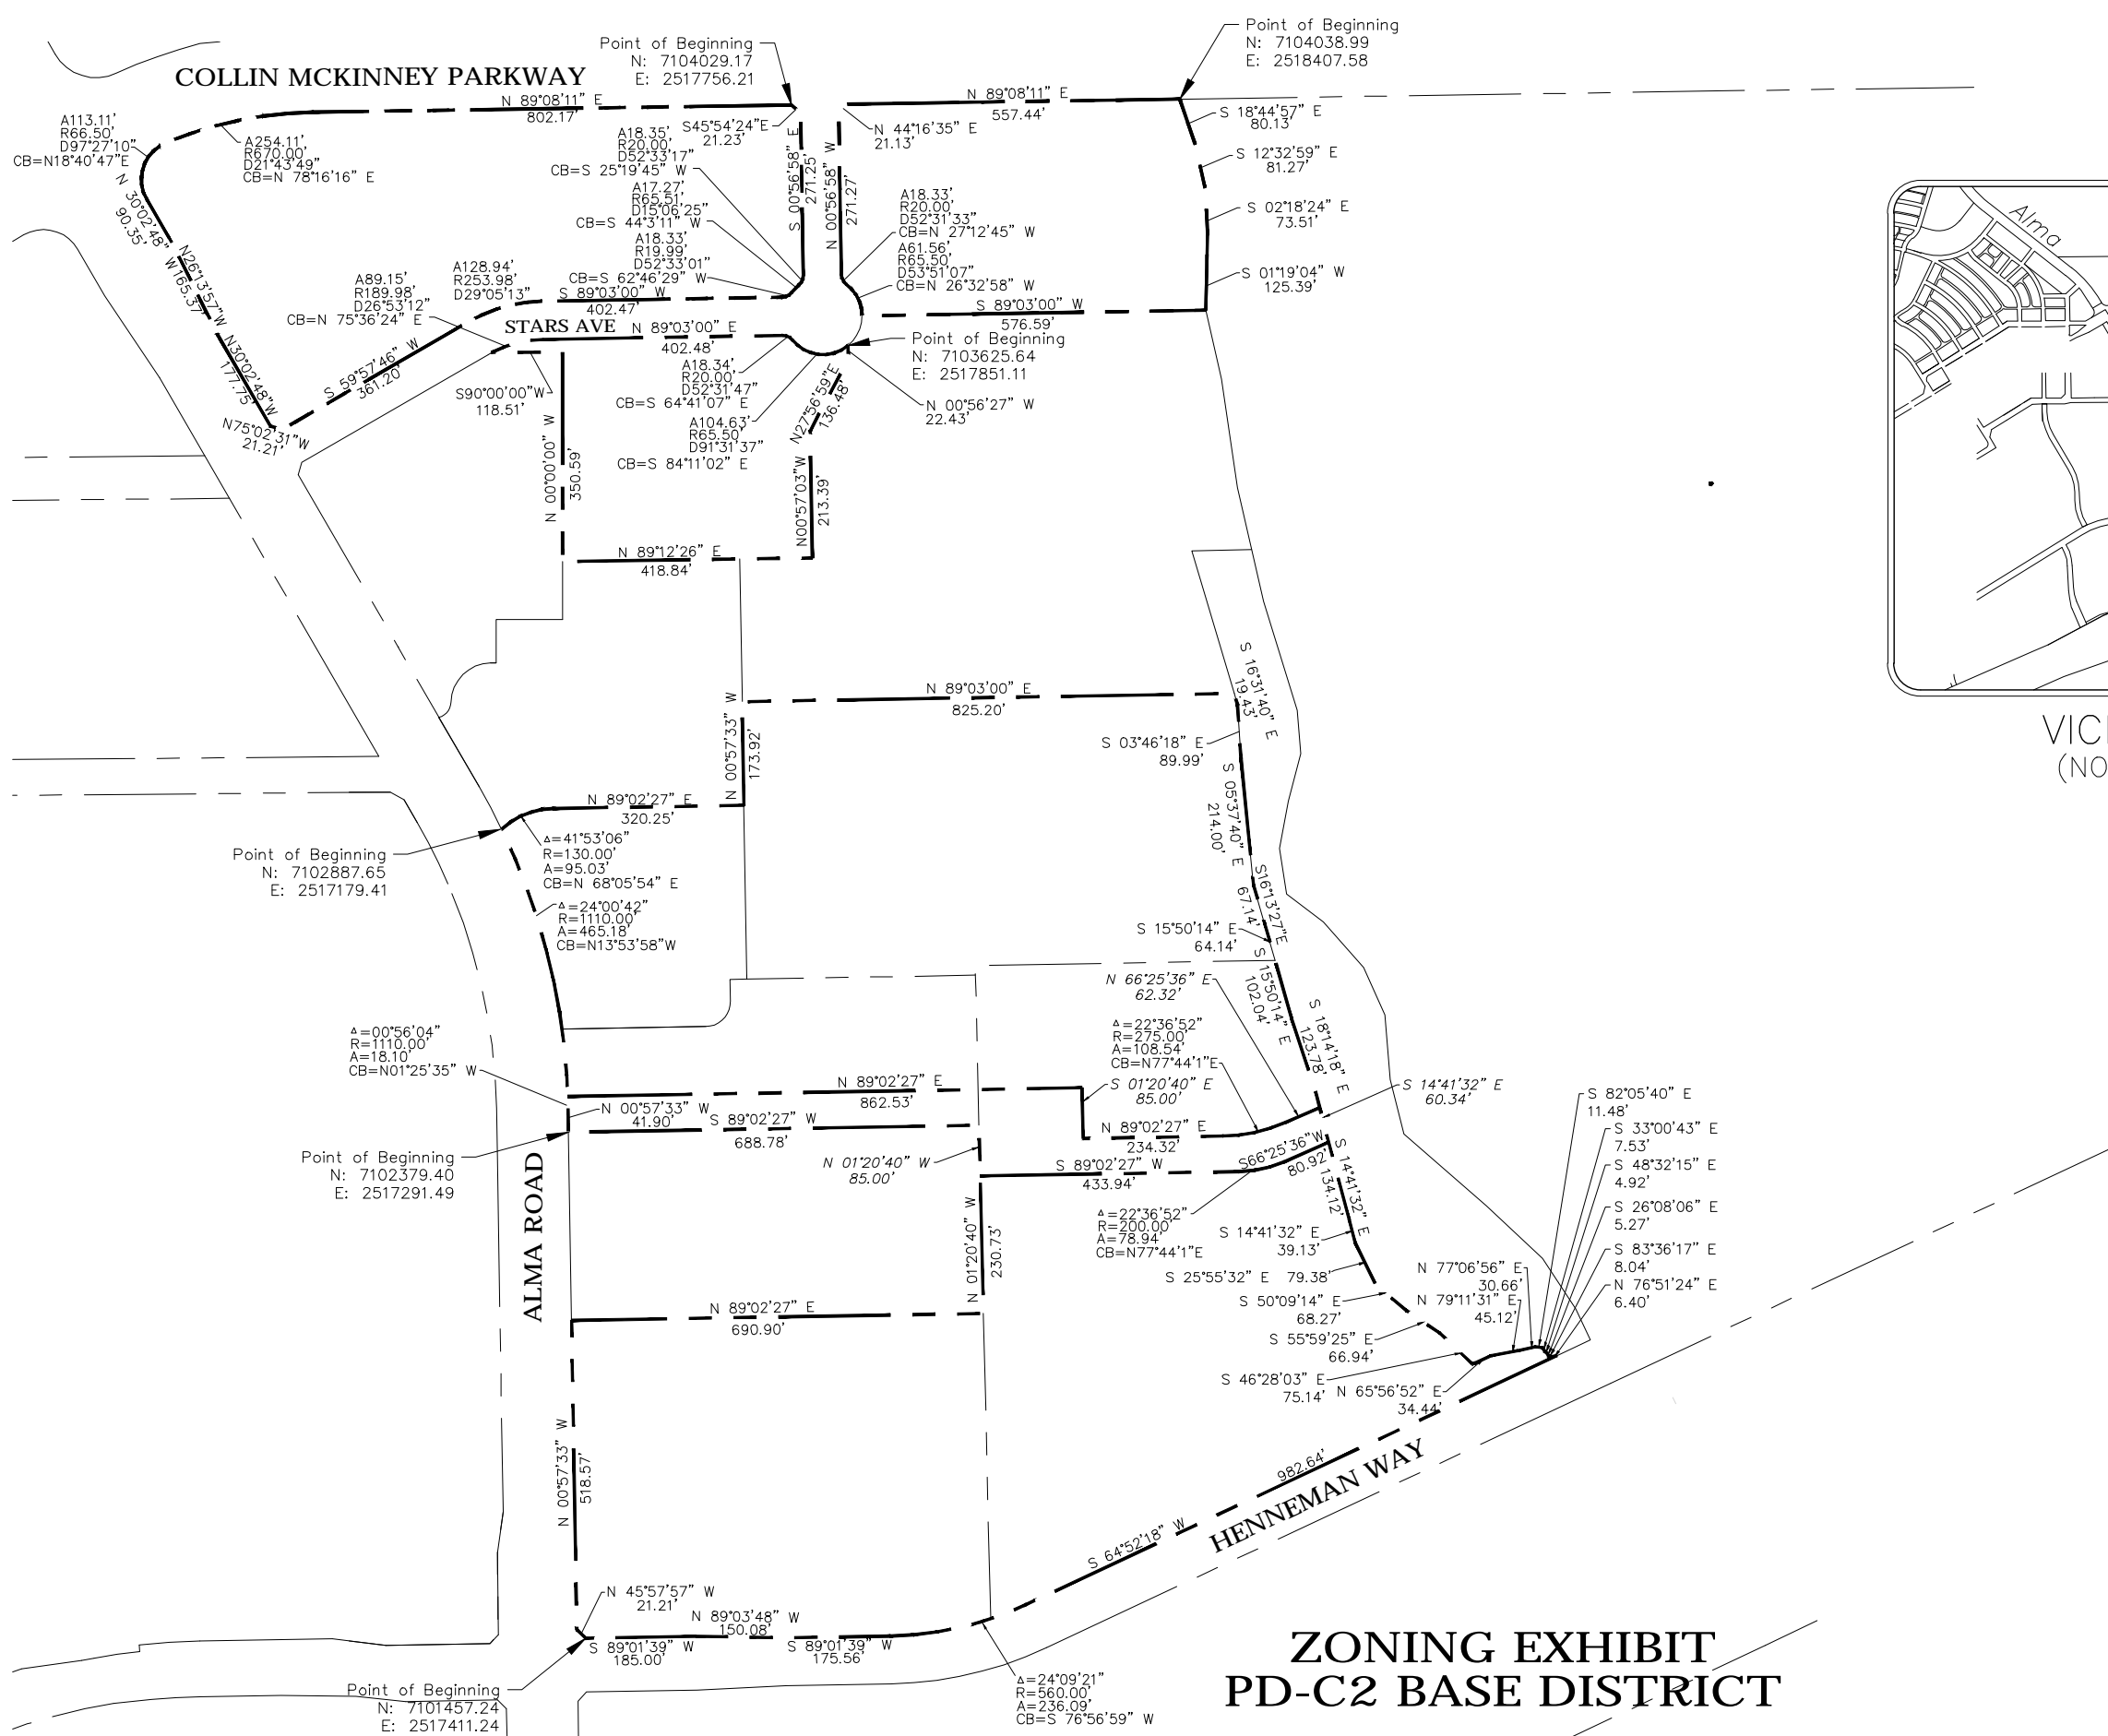 Point of Beginning
N: 7104029.17
E: 2517756.21
Point of Beginning
N: 7104038.99
E: 2518407.58
COLLIN MCKINNEY PARKWAY
N 89°08'11" E
802.17'
N 89°08'11" E
557.44'
A113.11'
R66.50'
D97°27'10"
CB=N18°40'47"E
A254.11'
R670.00'
D21°43'49"
CB=N 78°16'16" E
S45°54'24"E
21.23'
N 44°16'35" E
21.13'
S 18°44'57" E
80.13'
S 12°32'59" E
81.27'
S 02°18'24" E
73.51'
S 01°19'04" W
125.39'
A18.35'
R20.00'
D52°33'17"
CB=S 25°19'45" W
A17.27'
R65.51'
D15°06'25"
CB=S 44°3'11" W
A18.33'
R19.99'
D52°33'01"
CB=S 62°46'29" W
S 00°56'58" E
271.25'
N 00°56'58" W
271.27'
A18.33'
R20.00'
D52°31'33"
CB=N 27°12'45" W
A61.56'
R65.50'
D53°51'07"
CB=N 26°32'58" W
N 30°02'48" W
90.35'
N26°13'57"W
165.37'
N30°02'48"W
177.75'
N75°02'31"W
21.21'
A89.15'
R189.98'
D26°53'12"
CB=N 75°36'24" E
A128.94'
R253.98'
D29°05'13"
S 89°03'00" W
402.47'
STARS AVE
N 89°03'00" E
402.48'
S 89°03'00" W
576.59'
S 59°57'46" W
361.20'
S90°00'00"W
118.51'
Point of Beginning
N: 7103625.64
E: 2517851.11
A18.34'
R20.00'
D52°31'47"
CB=S 64°41'07" E
A104.63'
R65.50'
D91°31'37"
CB=S 84°11'02" E
N27°56'59"E
136.48'
N 00°56'27" W
22.43'
N 00°00'00" W
350.59'
N00°57'03"W
213.39'
N 89°12'26" E
418.84'
N 89°03'00" E
825.20'
S 16°31'40" E
19.43'
S 03°46'18" E
89.99'
N 00°57'33" W
173.92'
S 05°37'40" E
214.00'
N 89°02'27" E
320.25'
Point of Beginning
N: 7102887.65
E: 2517179.41
Δ=41°53'06"
R=130.00'
A=95.03'
CB=N 68°05'54" E
Δ=24°00'42"
R=1110.00'
A=465.18'
CB=N13°53'58"W
S16°13'27"E
67.14'
S 15°50'14" E
64.14'
S 15°50'14" E
102.04'
N 66°25'36" E
62.32'
S 18°14'18" E
123.78'
Δ=00°56'04"
R=1110.00'
A=18.10'
CB=N01°25'35" W
Δ=22°36'52"
R=275.00'
A=108.54'
CB=N77°44'1"E
N 89°02'27" E
862.53'
S 01°20'40" E
85.00'
S 14°41'32" E
60.34'
N 00°57'33" W
41.90'
S 89°02'27" W
688.78'
N 89°02'27" E
234.32'
Point of Beginning
N: 7102379.40
E: 2517291.49
N 01°20'40" W
85.00'
S 89°02'27" W
433.94'
S66°25'36"W
80.92'
S 14°41'32" E
134.12'
S 82°05'40" E
11.48'
S 33°00'43" E
7.53'
S 48°32'15" E
4.92'
S 26°08'06" E
5.27'
S 83°36'17" E
8.04'
N 76°51'24" E
6.40'
ALMA ROAD
N 01°20'40" W
230.73'
Δ=22°36'52"
R=200.00'
A=78.94'
CB=N77°44'1"E
S 14°41'32" E
39.13'
S 25°55'32" E 79.38'
N 77°06'56" E
30.66'
N 79°11'31" E
45.12'
S 50°09'14" E
68.27'
S 55°59'25" E
66.94'
S 46°28'03" E
75.14'
N 65°56'52" E
34.44'
N 89°02'27" E
690.90'
N 00°57'33" W
518.57'
S 64°52'18" W
982.64'
HENNEMAN WAY
N 45°57'57" W
21.21'
N 89°03'48" W
150.08'
S 89°01'39" W
185.00'
S 89°01'39" W
175.56'
Point of Beginning
N: 7101457.24
E: 2517411.24
Δ=24°09'21"
R=560.00'
A=236.09'
CB=S 76°56'59" W
Alma
VICI
(NO
ZONING EXHIBIT
PD-C2 BASE DISTRICT